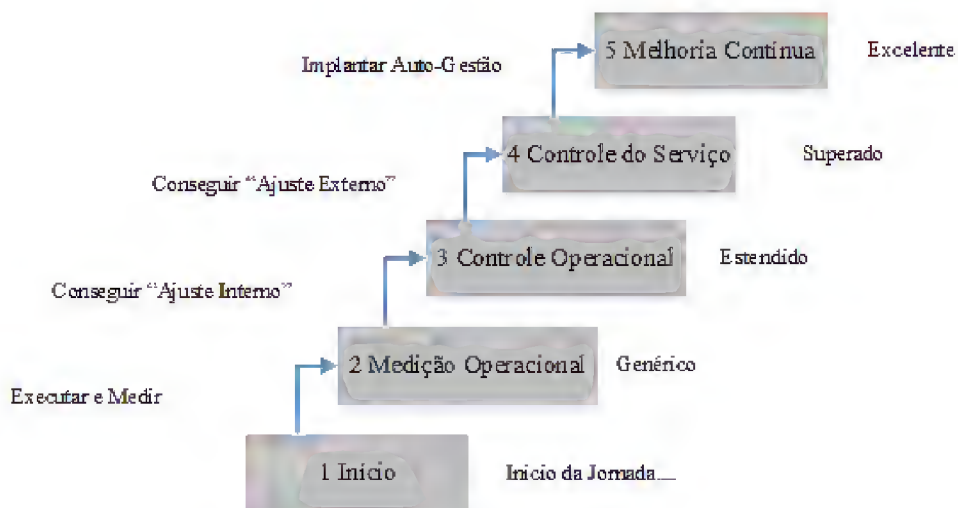 5 Melhoria Contínua
Excelente
Implantar Auto-Gestão
4 Controle do Serviço
Superado
Conseguir “Ajuste Externo”
3 Controle Operacional
Estendido
Conseguir “Ajuste Interno”
2 Medição Operacional
Genérico
Executar e Medir
1 Início
Início da Jornada....